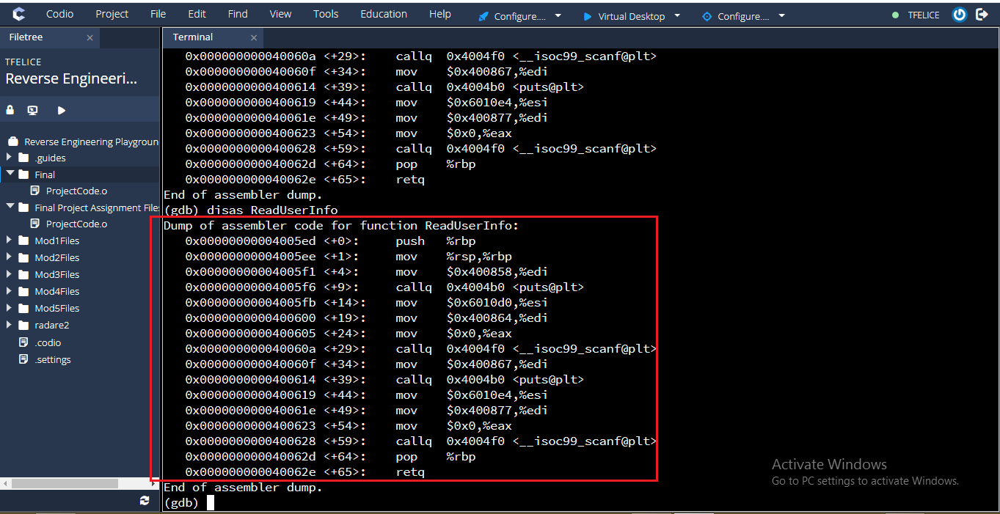 Codio Project File Edit Find View Tools Education Help Configure.... Virtual Desktop Configure.... TFELICE
Filetree ×
TFELICE
Reverse Engineeri...
Reverse Engineering Playgroun
.guides
Final
ProjectCode.o
Final Project Assignment File
ProjectCode.o
Mod1Files
Mod2Files
Mod3Files
Mod4Files
Mod5Files
radare2
.codio
.settings
Terminal ×
0x000000000040060a <+29>: callq 0x4004f0 <__isoc99_scanf@plt>
0x000000000040060f <+34>: mov $0x400867,%edi
0x0000000000400614 <+39>: callq 0x4004b0 <puts@plt>
0x0000000000400619 <+44>: mov $0x6010e4,%esi
0x000000000040061e <+49>: mov $0x400877,%edi
0x0000000000400623 <+54>: mov $0x0,%eax
0x0000000000400628 <+59>: callq 0x4004f0 <__isoc99_scanf@plt>
0x000000000040062d <+64>: pop %rbp
0x000000000040062e <+65>: retq
End of assembler dump.
(gdb) disas ReadUserInfo
Dump of assembler code for function ReadUserInfo:
0x00000000004005ed <+0>: push %rbp
0x00000000004005ee <+1>: mov %rsp,%rbp
0x00000000004005f1 <+4>: mov $0x400858,%edi
0x00000000004005f6 <+9>: callq 0x4004b0 <puts@plt>
0x00000000004005fb <+14>: mov $0x6010d0,%esi
0x0000000000400600 <+19>: mov $0x400864,%edi
0x0000000000400605 <+24>: mov $0x0,%eax
0x000000000040060a <+29>: callq 0x4004f0 <__isoc99_scanf@plt>
0x000000000040060f <+34>: mov $0x400867,%edi
0x0000000000400614 <+39>: callq 0x4004b0 <puts@plt>
0x0000000000400619 <+44>: mov $0x6010e4,%esi
0x000000000040061e <+49>: mov $0x400877,%edi
0x0000000000400623 <+54>: mov $0x0,%eax
0x0000000000400628 <+59>: callq 0x4004f0 <__isoc99_scanf@plt>
0x000000000040062d <+64>: pop %rbp
0x000000000040062e <+65>: retq
End of assembler dump.
(gdb)
Activate Windows
Go to PC settings to activate Windows.